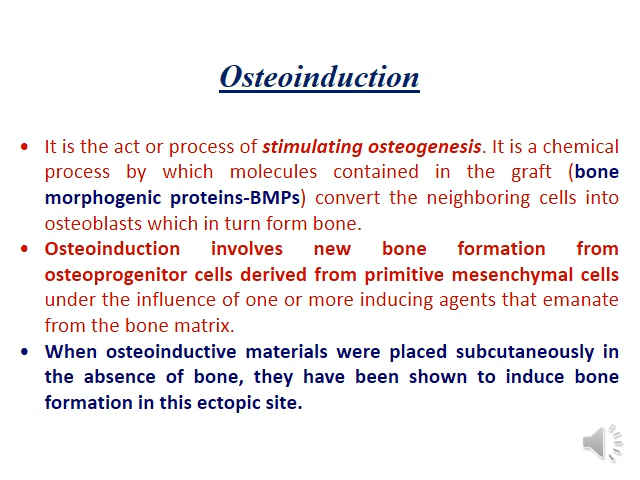 Osteoinduction
• It is the act or process of stimulating osteogenesis. It is a chemical
process by which molecules contained in the graft (bone
morphogenic proteins-BMPs) convert the neighboring cells into
osteoblasts which in turn form bone.
• Osteoinduction involves new bone formation from
osteoprogenitor cells derived from primitive mesenchymal cells
under the influence of one or more inducing agents that emanate
from the bone matrix.
• When osteoinductive materials were placed subcutaneously in
the absence of bone, they have been shown to induce bone
formation in this ectopic site.